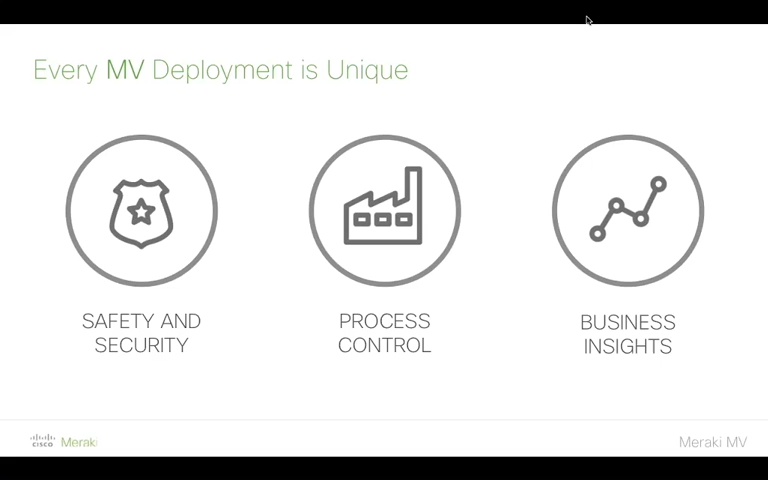 Every MV Deployment is Unique
SAFETY AND
SECURITY
PROCESS
CONTROL
BUSINESS
INSIGHTS
cisco Meraki
Meraki MV